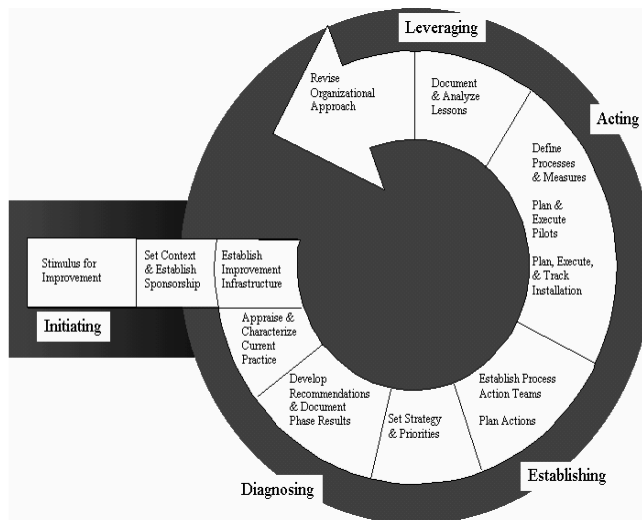 Leveraging
Revise
Organizational
Approach
Document
& Analyze
Lessons
Acting
Define
Processes
& Measures
Plan &
Execute
Pilots
Plan, Execute,
& Track
Installation
Stimulus for
Improvement
Set Context
& Establish
Sponsorship
Establish
Improvement
Infrastructure
Initiating
Appraise &
Characterize
Current
Practice
Develop
Recommendations
& Document
Phase Results
Set Strategy
& Priorities
Establish Process
Action Teams
Plan Actions
Diagnosing
Establishing